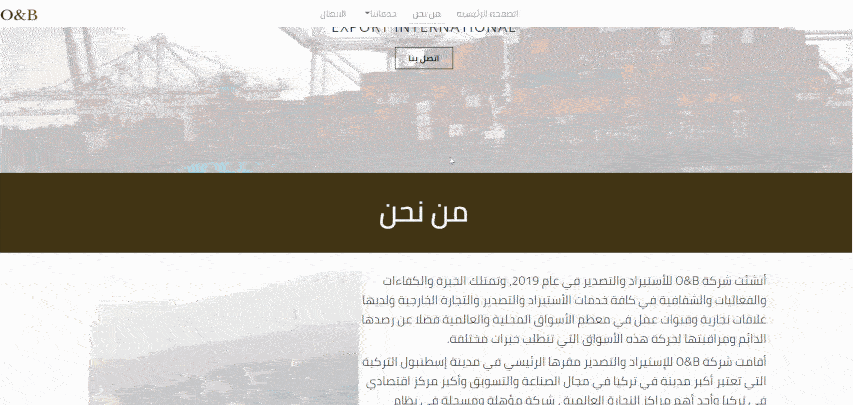 O&B
الصفحة الرئيسية من نحن خدماتنا الاتصال
EXPORT INTERNATIONAL
اتصل بنا
من نحن
أنشئت شركة O&B للأستيراد والتصدير في عام 2019, وتمتلك الخبرة والكفاءات
والفعاليات والشفافية في كافة خدمات الأستيراد والتصدير والتجارة الخارجية ولديها
علاقات تجارية وقنوات عمل في معظم الأسواق المحلية والعالمية فضلا عن رصدها
الدائم ومراقبتها لحركة هذه الأسواق التي تتطلب خبرات مختلفة.
أقامت شركة O&B للإستيراد والتصدير مقرها الرئيسي في مدينة إسطنبول التركية
التي تعتبر أكبر مدينة في تركيا في مجال الصناعة والتسويق وأكبر مركز اقتصادي
في تركيا وأحد أهم مراكز التجارة العالمية , شركة مؤهلة ومسجلة في نظام